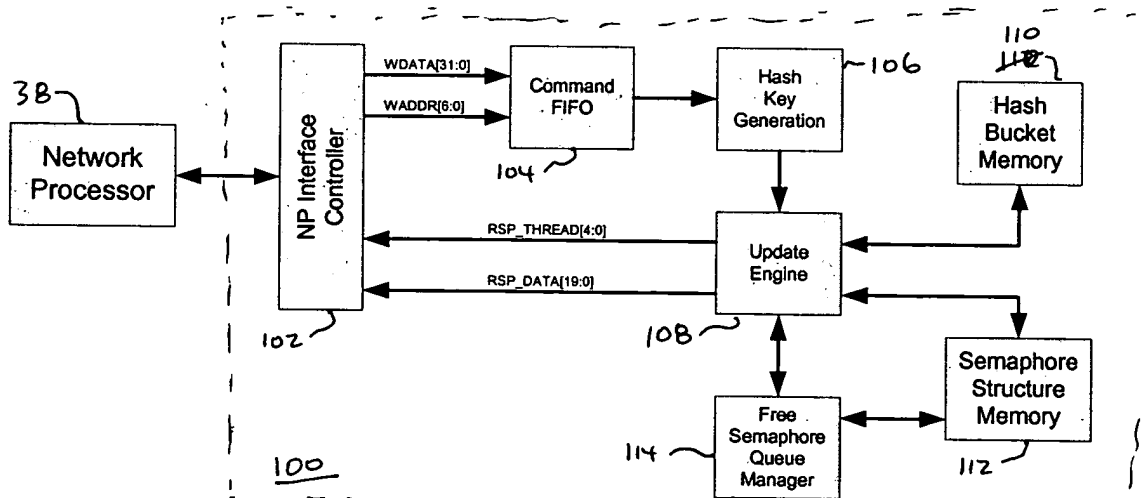 38
Network
Processor
NP Interface
Controller
102
WDATA[31:0]
WADDR[6:0]
Command
FIFO
104
Hash
Key
Generation
106
110
112
Hash
Bucket
Memory
RSP_THREAD[4:0]
RSP_DATA[19:0]
Update
Engine
108
Semaphore
Structure
Memory
112
Free
Semaphore
Queue
Manager
114
100